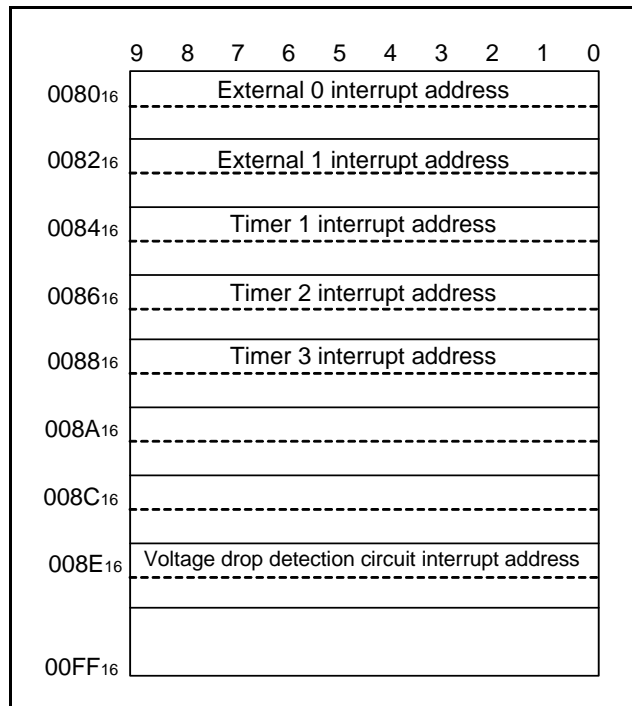 9 8 7 6 5 4 3 2 1 0
0080₁₆ External 0 interrupt address
0082₁₆ External 1 interrupt address
0084₁₆ Timer 1 interrupt address
0086₁₆ Timer 2 interrupt address
0088₁₆ Timer 3 interrupt address
008A₁₆
008C₁₆
008E₁₆ Voltage drop detection circuit interrupt address
00FF₁₆